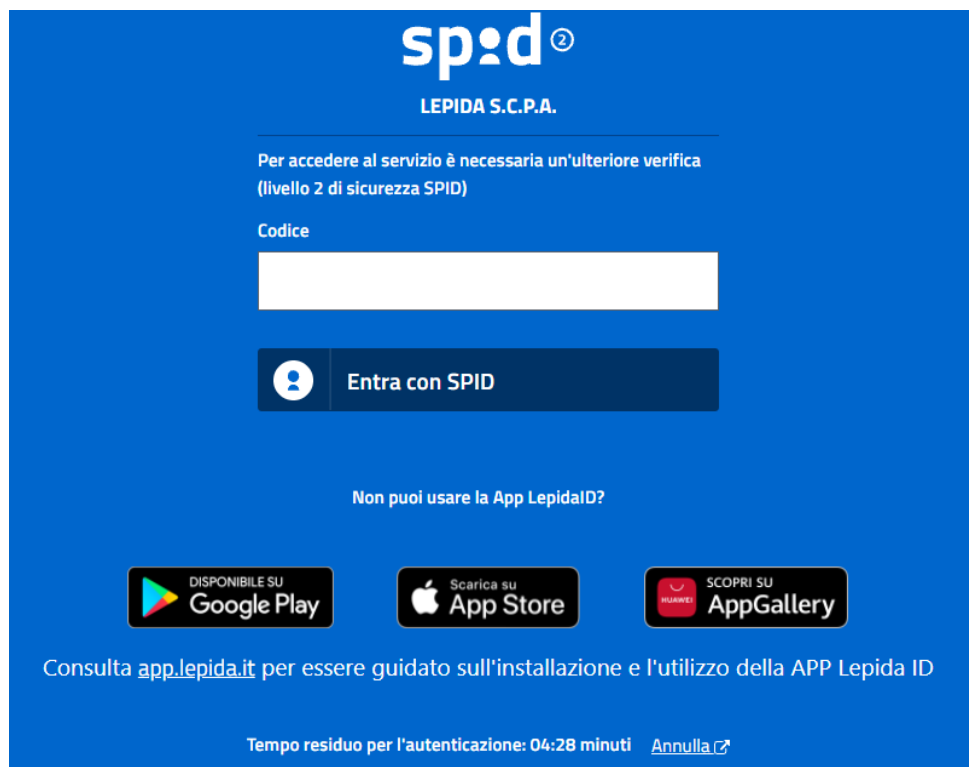 spid 2
LEPIDA S.C.P.A.
Per accedere al servizio è necessaria un'ulteriore verifica
(livello 2 di sicurezza SPID)
Codice
Entra con SPID
Non puoi usare la App LepidaID?
DISPONIBILE SU
Google Play
Scarica su
App Store
HUAWEI
SCOPRI SU
AppGallery
Consulta app.lepida.it per essere guidato sull'installazione e l'utilizzo della APP Lepida ID
Tempo residuo per l'autenticazione: 04:28 minuti Annulla